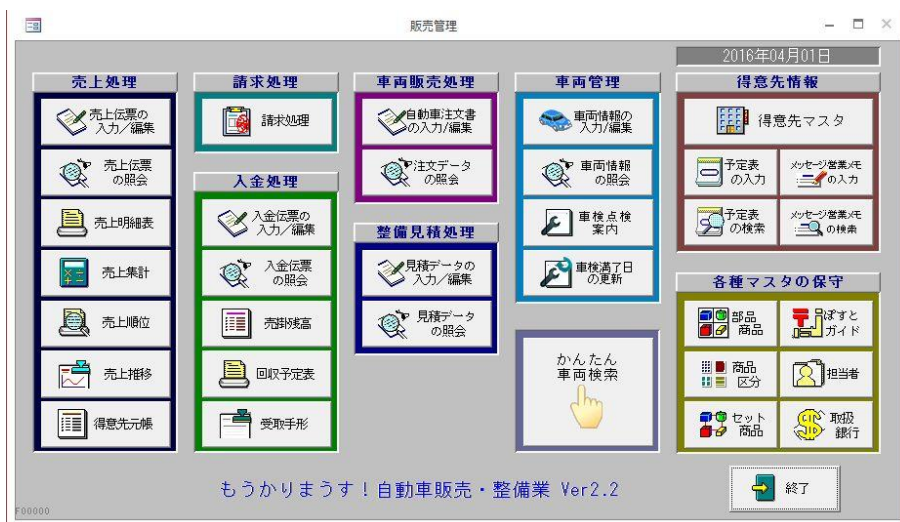 販売管理
2016年04月01日
売上処理
売上伝票の
入力/編集
売上伝票
の照会
売上明細表
売上集計
売上順位
売上推移
得意先元帳
請求処理
請求処理
入金処理
入金伝票の
入力/編集
入金伝票
の照会
売掛残高
回収予定表
受取手形
車両販売処理
自動車注文書
の入力/編集
注文データ
の照会
整備見積処理
見積データの
入力/編集
見積データ
の照会
車両管理
車両情報の
入力/編集
車両情報
の照会
車検点検
案内
車検満了日
の更新
かんたん
車両検索
得意先情報
得意先マスタ
予定表
の入力
メッセージ営業メモ
の入力
予定表
の検索
メッセージ営業メモ
の検索
各種マスタの保守
部品
商品
ぽすと
ガイド
商品
区分
担当者
セット
商品
取扱
銀行
もうかりまうす!自動車販売・整備業 Ver2.2
終了
F00000